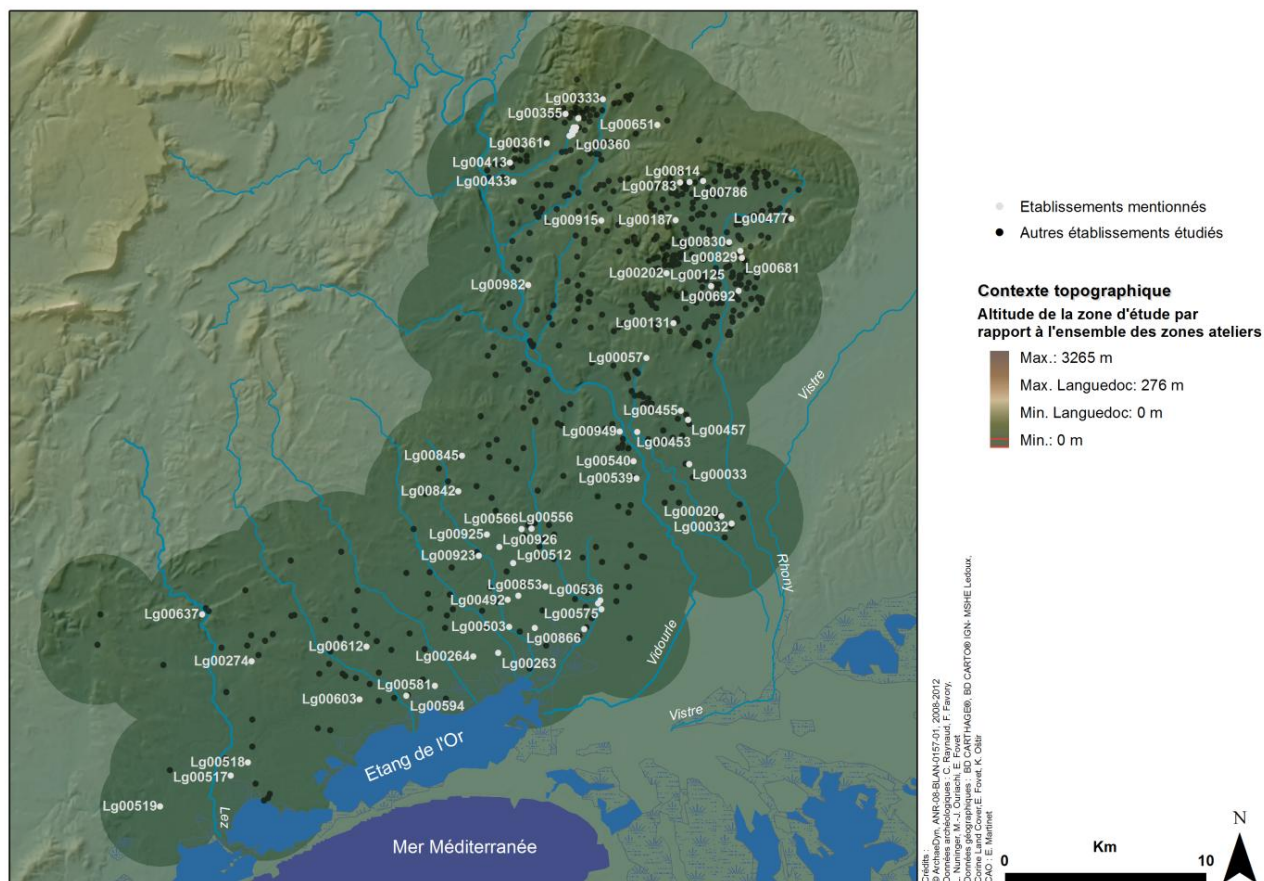 Lg00333
Lg00355
Lg00651
Lg00361
Lg00360
Lg00413
Lg00433
Lg00814
Lg00783
Lg00786
Lg00915
Lg00187
Lg00477
Lg00830
Lg00829
Lg00681
Lg00202
Lg00125
Lg00982
Lg00692
Lg00131
Lg00057
Vistre
Lg00455
Lg00457
Lg00949
Lg00453
Lg00845
Lg00540
Lg00033
Lg00539
Lg00842
Lg00566
Lg00556
Lg00020
Lg00032
Lg00925
Lg00926
Lg00923
Lg00512
Rhony
Lg00853
Lg00536
Lg00492
Lg00575
Lg00637
Lg00503
Lg00866
Vidourle
Lg00612
Lg00274
Lg00264
Lg00263
Lg00581
Lg00603
Lg00594
Vistre
Etang de l'Or
Lg00518
Lg00517
Lg00519
Lez
Mer Méditerranée
Etablissements mentionnés
Autres établissements étudiés
Contexte topographique
Altitude de la zone d'étude par
rapport à l'ensemble des zones ateliers
Max.: 3265 m
Max. Languedoc: 276 m
Min. Languedoc: 0 m
Min.: 0 m
Crédits :
© ArchaeDyn, ANR-08-BLAN-0157-01, 2008-2012
Données archéologiques : C. Raynaud, F. Favory,
L. Nuninger, M.-J. Ouriachi, E. Fovet
Données géographiques : BD CARTHAGE®, BD CARTO® IGN- MSHE Ledoux,
Corine Land Cover,E. Fovet, K. Oštir
CAO : E. Martinet
Km
0 10
N